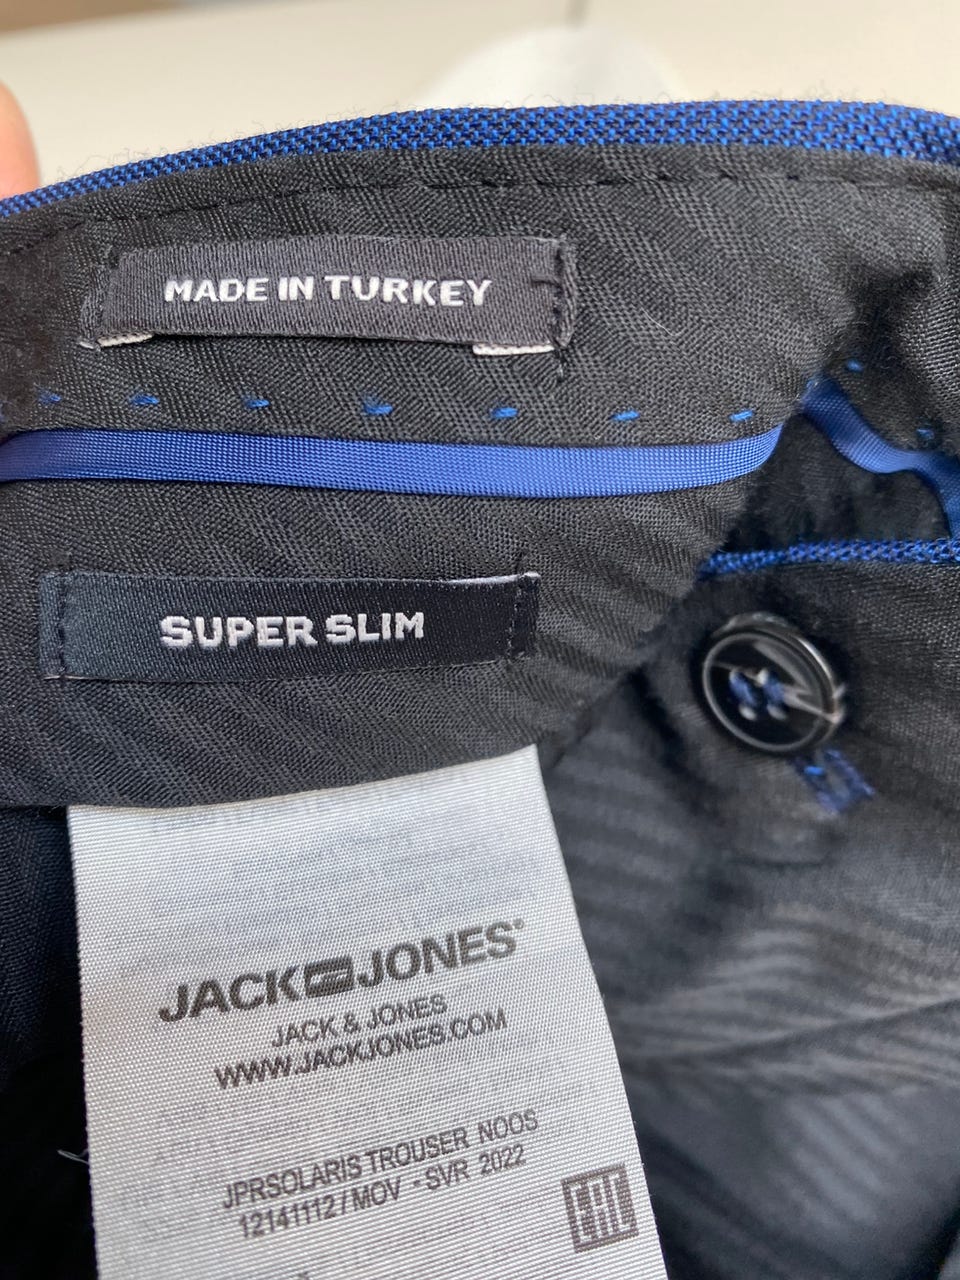 MADE IN TURKEY
SUPER SLIM
JACK JONES®
JACK & JONES
WWW.JACKJONES.COM
JPRSOLARIS TROUSER NOOS
12141112 / MOV - SVR 2022
EAC